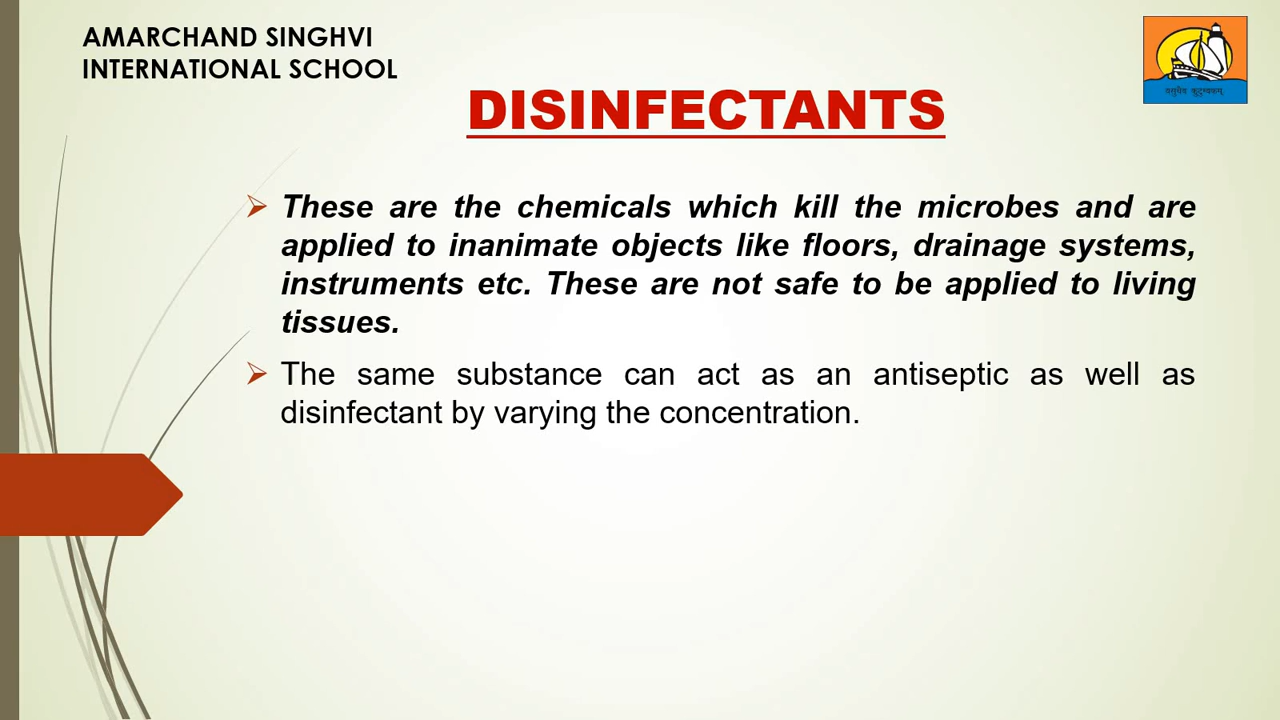 AMARCHAND SINGHVI
INTERNATIONAL SCHOOL
DISINFECTANTS
These are the chemicals which kill the microbes and are
applied to inanimate objects like floors, drainage systems,
instruments etc. These are not safe to be applied to living
tissues.
The same substance can act as an antiseptic as well as
disinfectant by varying the concentration.